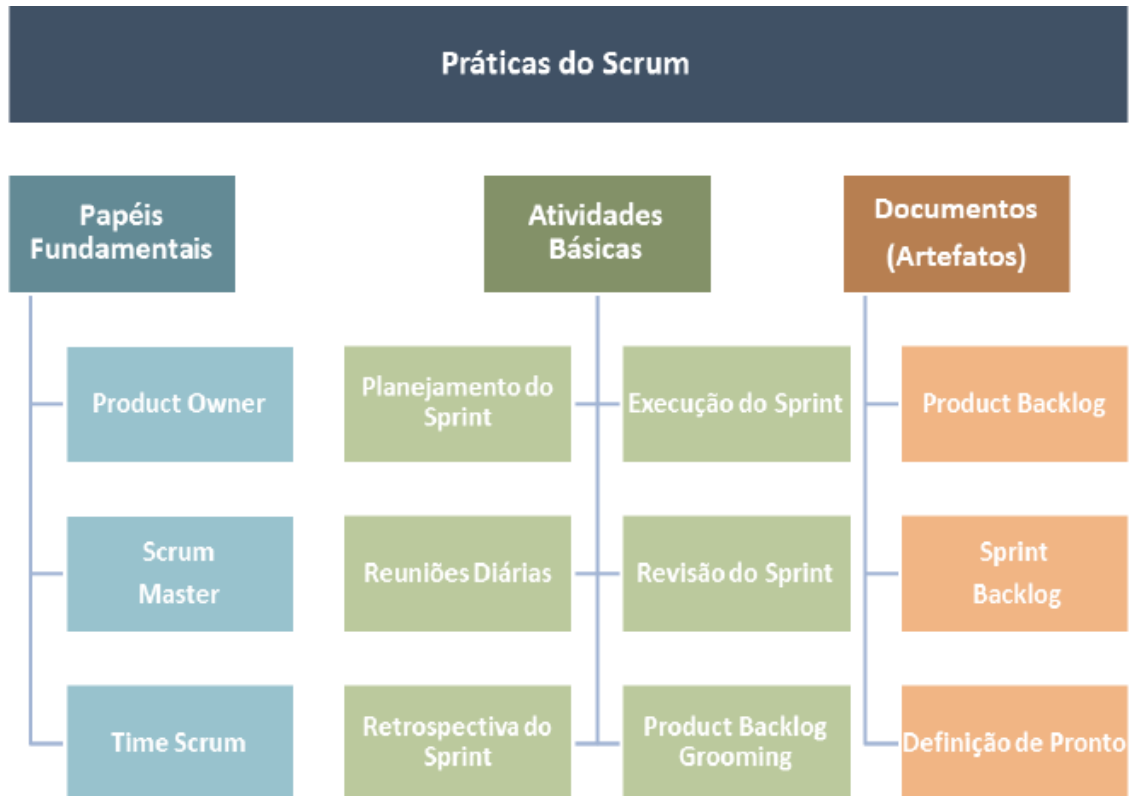 Práticas do Scrum
Papéis
Fundamentais
Atividades
Básicas
Documentos
(Artefatos)
Product Owner
Planejamento do
Sprint
Execução do Sprint
Product Backlog
Scrum
Master
Reuniões Diárias
Revisão do Sprint
Sprint
Backlog
Time Scrum
Retrospectiva do
Sprint
Product Backlog
Grooming
Definição de Pronto